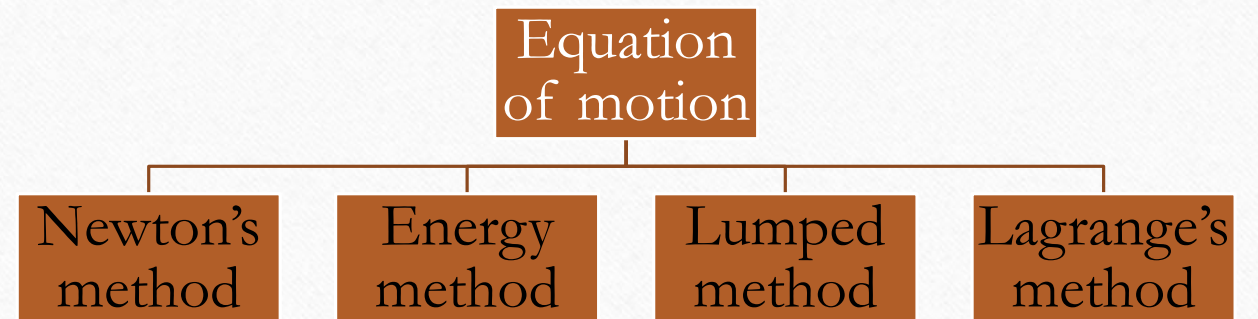 Equation
of motion
Newton’s
method
Energy
method
Lumped
method
Lagrange’s
method